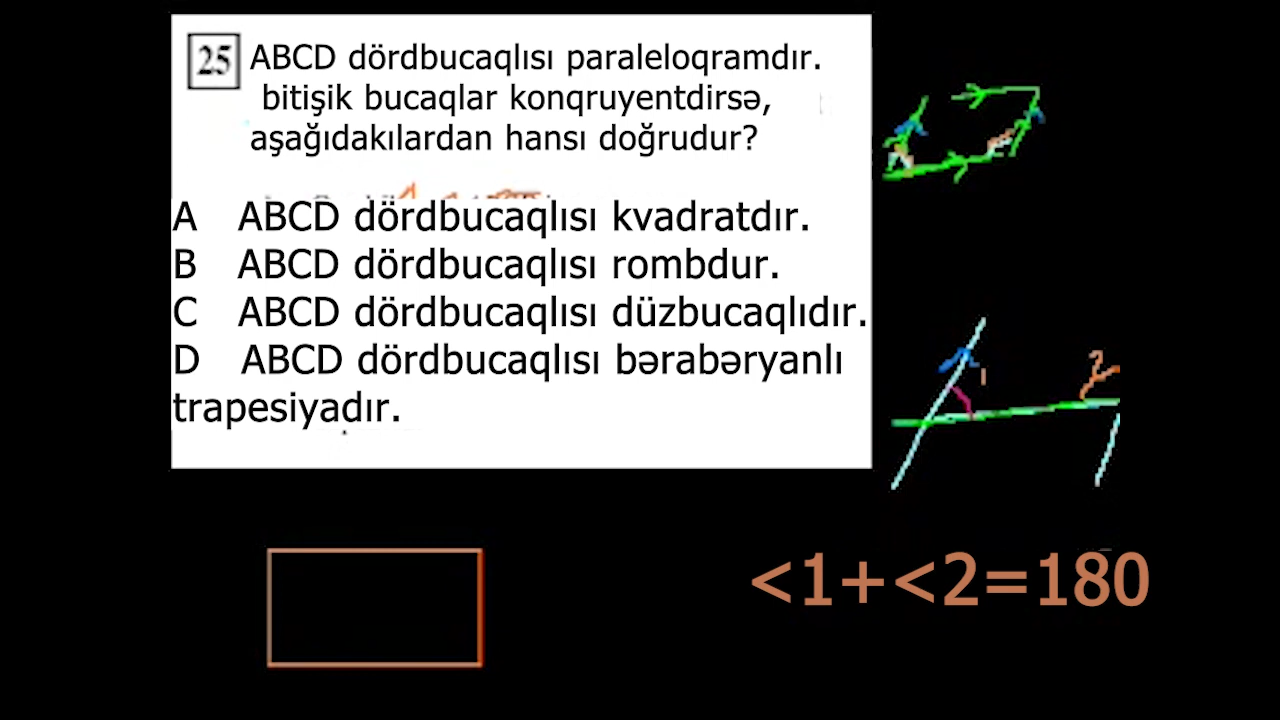 25 ABCD dördbucaqlısı paraleloqramdır.
bitişik bucaqlar konqruyentdirsə,
aşağıdakılardan hansı doğrudur?
A ABCD dördbucaqlısı kvadratdır.
B ABCD dördbucaqlısı rombdur.
C ABCD dördbucaqlısı düzbucaqlıdır.
D ABCD dördbucaqlısı bərabəryanlı
trapesiyadır.
1 2
<1+<2=180